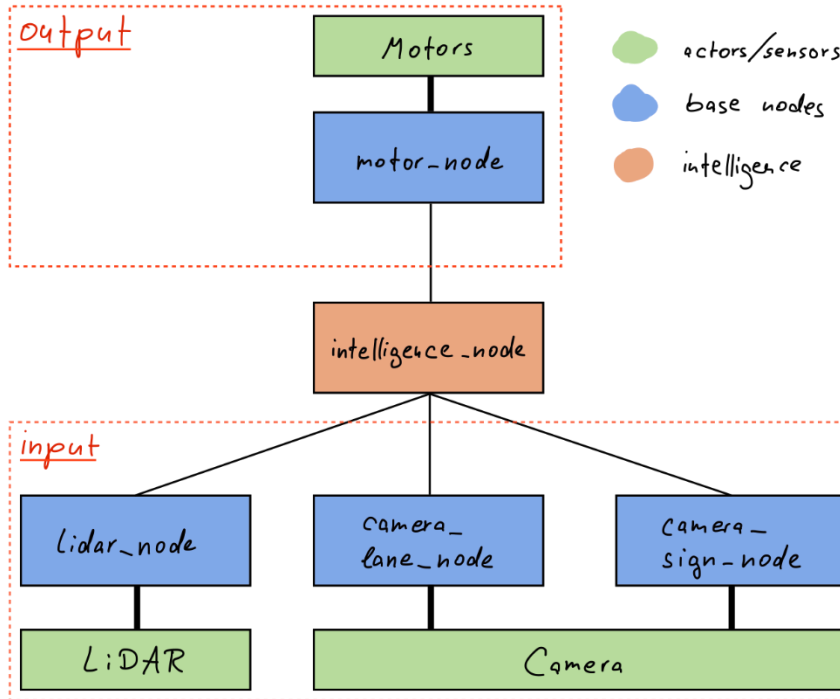 output
Motors
actors/sensors
base nodes
motor_node
intelligence
intelligence_node
input
lidar_node
camera_
lane_node
camera_
sign_node
LiDAR
Camera